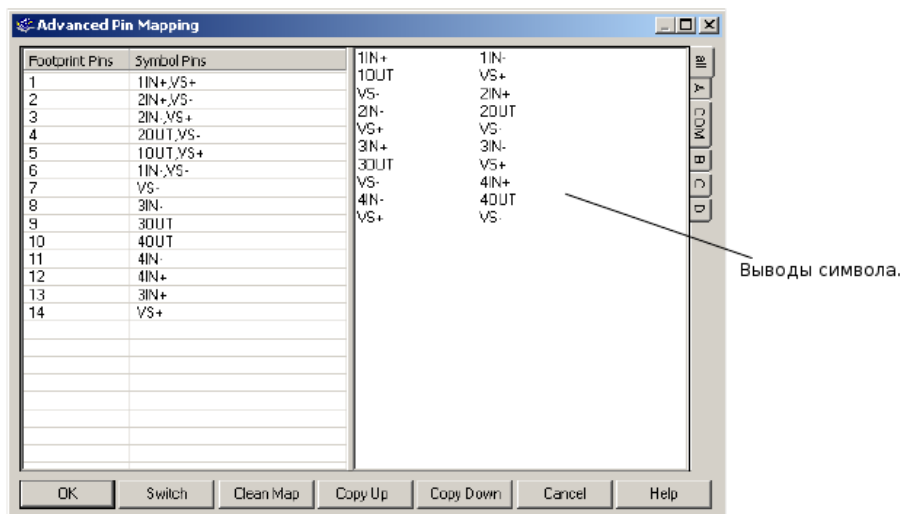 Advanced Pin Mapping
Footprint Pins Symbol Pins
1 1IN+,VS+
2 2IN+,VS-
3 2IN-,VS+
4 2OUT,VS-
5 1OUT,VS+
6 1IN-,VS-
7 VS-
8 3IN-
9 3OUT
10 4OUT
11 4IN-
12 4IN+
13 3IN+
14 VS+
1IN+ 1IN-
1OUT VS+
VS- 2IN+
2IN- 2OUT
VS+ VS-
3IN+ 3IN-
3OUT VS+
VS- 4IN+
4IN- 4OUT
VS+ VS-
all
A
COM
B
C
D
Выводы символа.
OK Switch Clean Map Copy Up Copy Down Cancel Help